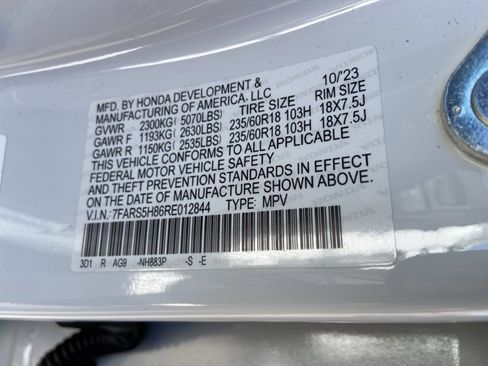 MFD. BY HONDA DEVELOPMENT & 10/'23
MANUFACTURING OF AMERICA, LLC
GVWR 2300KG( 5070LBS) TIRE SIZE RIM SIZE
GAWR F 1193KG( 2630LBS) 235/60R18 103H 18X7.5J
GAWR R 1150KG( 2535LBS) 235/60R18 103H 18X7.5J
THIS VEHICLE CONFORMS TO ALL APPLICABLE
FEDERAL MOTOR VEHICLE SAFETY
AND THEFT PREVENTION STANDARDS IN EFFECT
ON THE DATE OF MANUFACTURE SHOWN ABOVE.
V.I.N.: 7FARS5H86RE012844 TYPE: MPV
3D1 R AG9 -NH883P -S -E